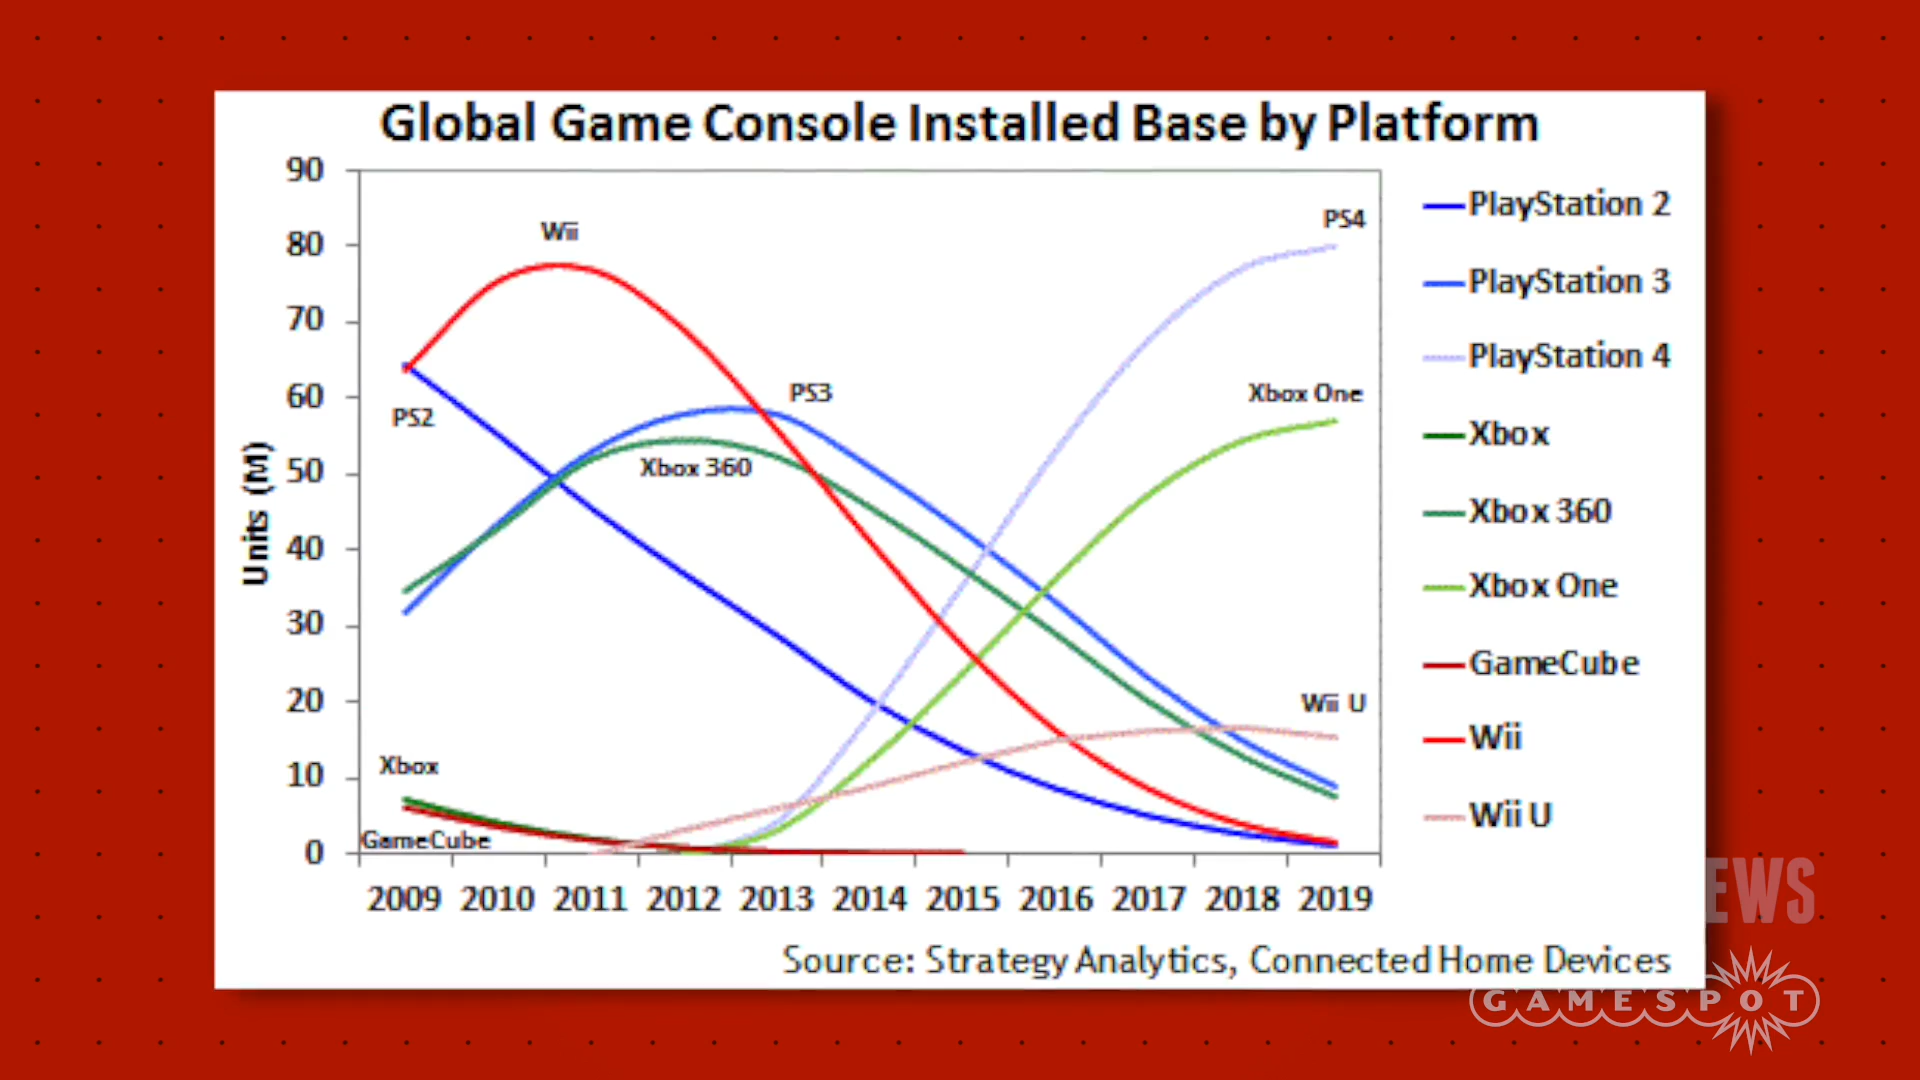 Global Game Console Installed Base by Platform
90
80
70
60
50
40
30
20
10
0
Units (M)
Wii
PS2
PS3
Xbox 360
PS4
Xbox One
Wii U
Xbox
GameCube
2009 2010 2011 2012 2013 2014 2015 2016 2017 2018 2019
PlayStation 2
PlayStation 3
PlayStation 4
Xbox
Xbox 360
Xbox One
GameCube
Wii
Wii U
Source: Strategy Analytics, Connected Home Devices
EWS
GAMESPOT